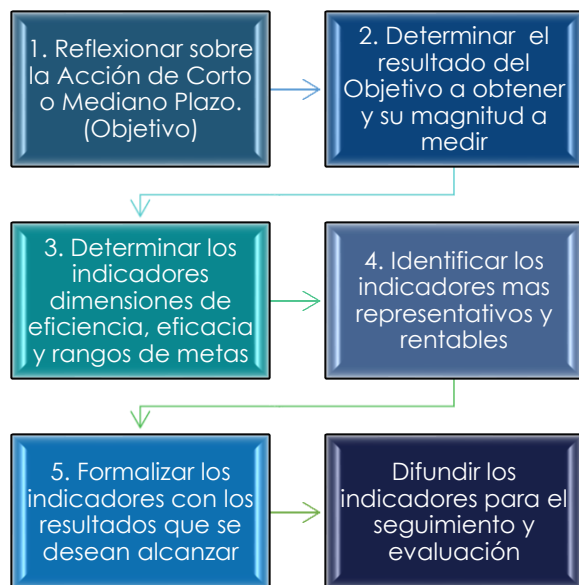 1. Reflexionar sobre
la Acción de Corto
o Mediano Plazo.
(Objetivo)
2. Determinar el
resultado del
Objetivo a obtener
y su magnitud a
medir
3. Determinar los
indicadores
dimensiones de
eficiencia, eficacia
y rangos de metas
4. Identificar los
indicadores mas
representativos y
rentables
5. Formalizar los
indicadores con los
resultados que se
desean alcanzar
Difundir los
indicadores para el
seguimiento y
evaluación